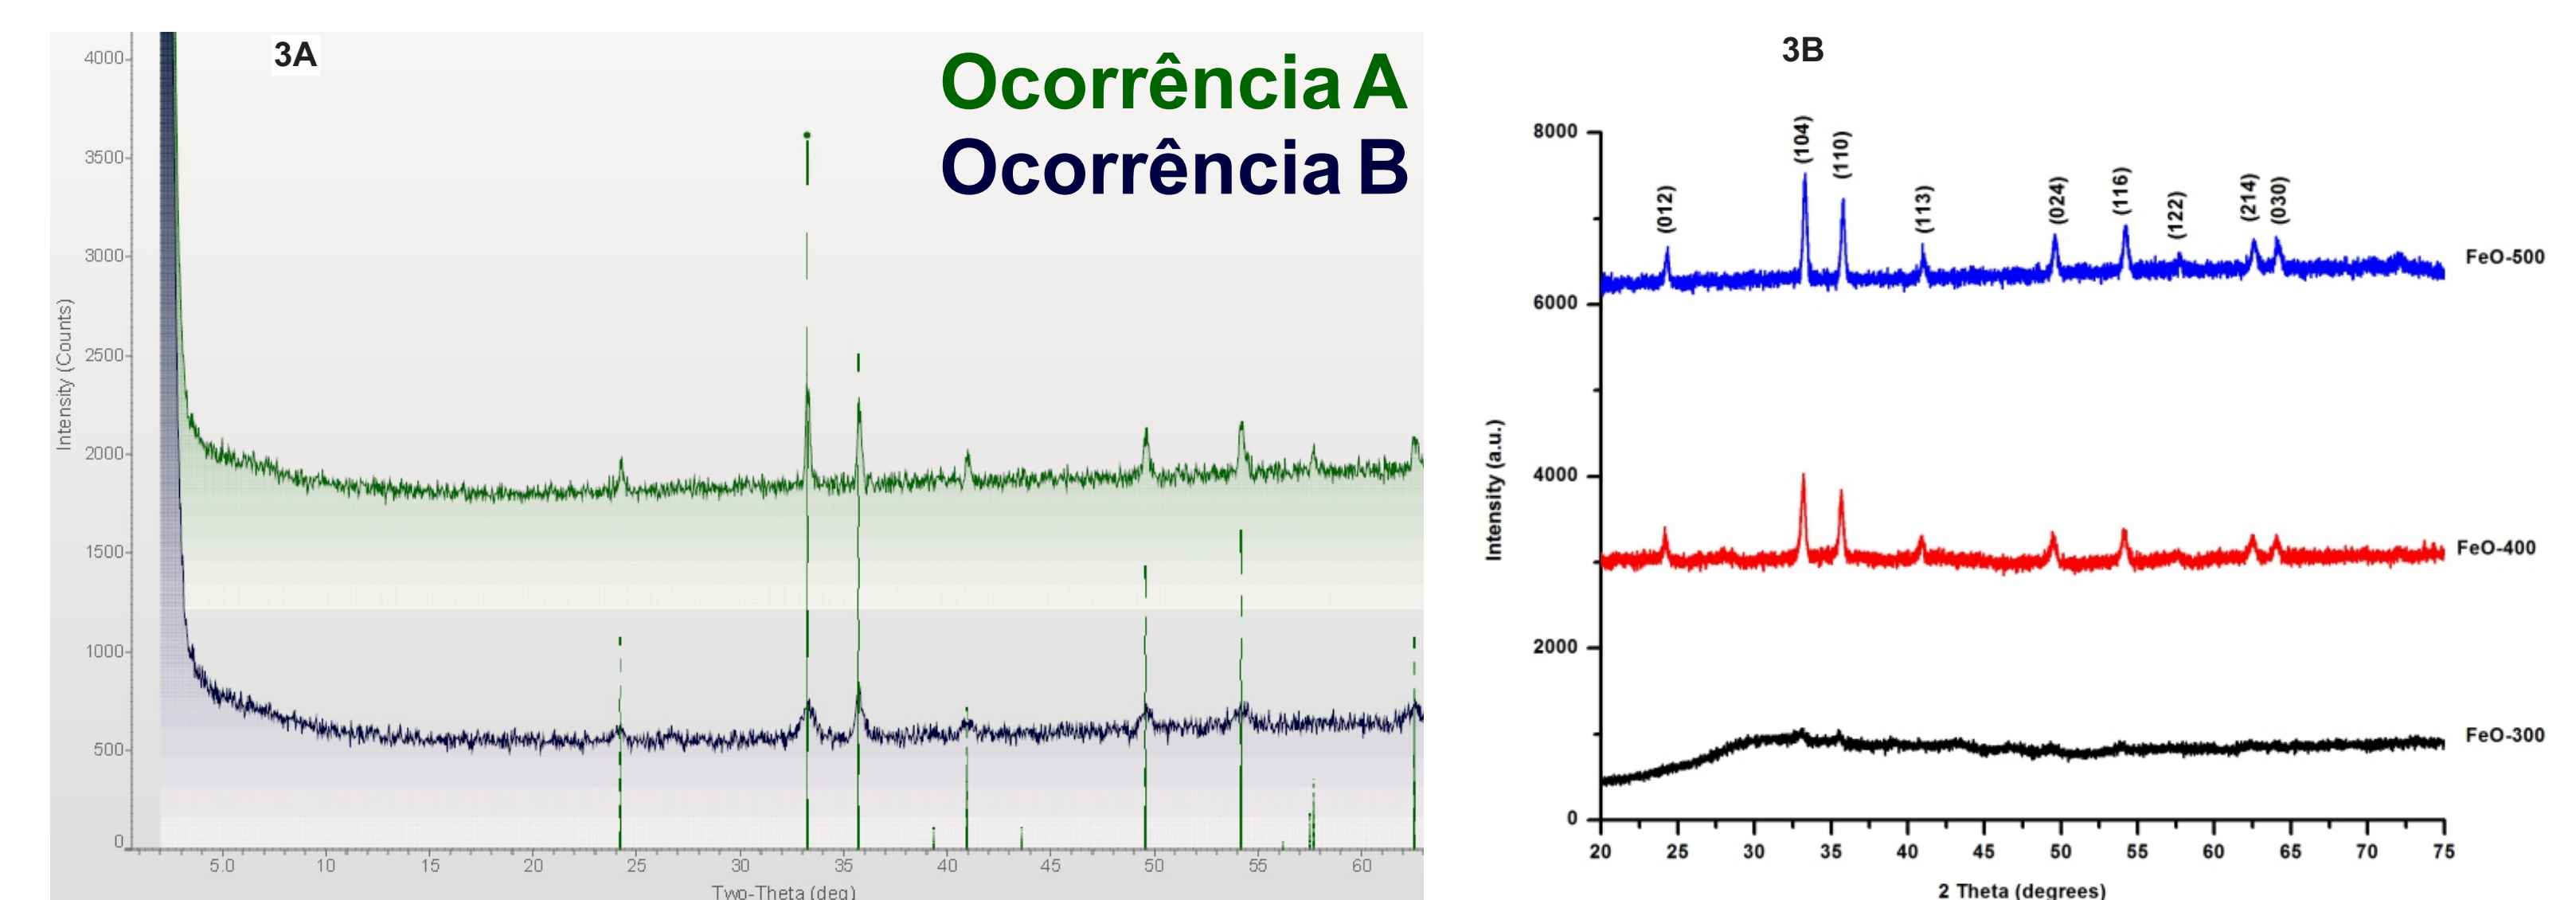 3A
Ocorrência A
Ocorrência B
Intensity (Counts)
4000
3500
3000
2500
2000
1500
1000
500
0
5.0 10 15 20 25 30 35 40 45 50 55 60
Two-Theta (deg)
3B
Intensity (a.u.)
8000
6000
4000
2000
0
(012) (104) (110) (113) (024) (116) (122) (214) (030)
FeO-500
FeO-400
FeO-300
20 25 30 35 40 45 50 55 60 65 70 75
2 Theta (degrees)